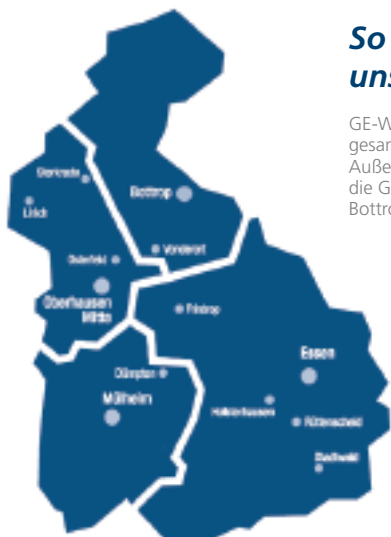 So
uns
GE-W
gesam
Auße
die G
Bottro
Sterkrade
Bottrop
Lirich
Vonderort
Osterfeld
Oberhausen
Mitte
Frintrop
Essen
Dümpten
Mülheim
Holsterhausen
Rüttenscheid
Stadtwald